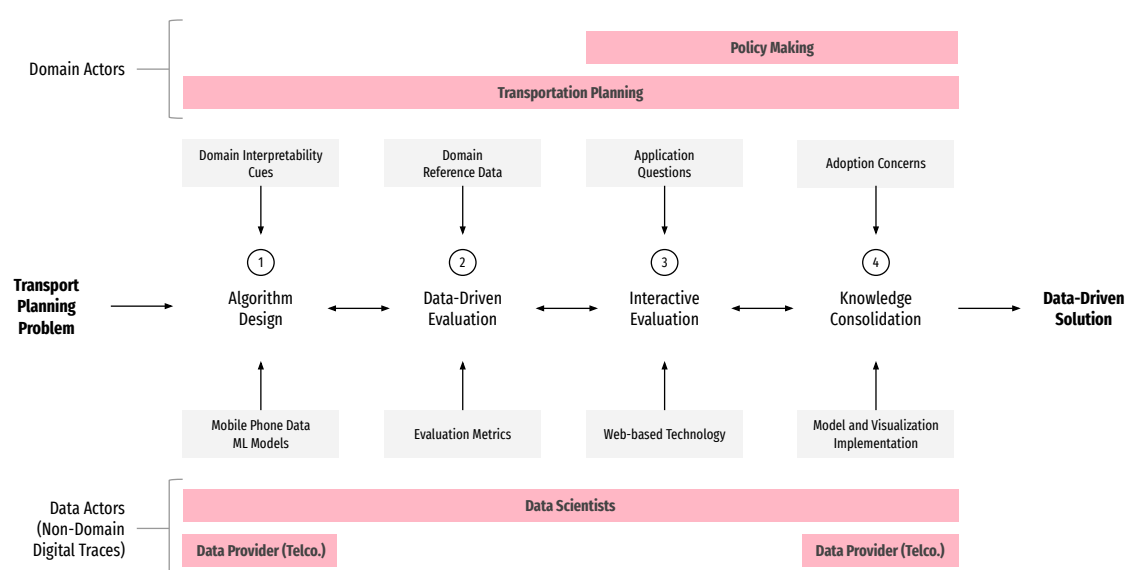 Policy Making
Domain Actors
Transportation Planning
Domain Interpretability
Cues
Domain
Reference Data
Application
Questions
Adoption Concerns
1
2
3
4
Transport
Planning
Problem
Algorithm
Design
Data-Driven
Evaluation
Interactive
Evaluation
Knowledge
Consolidation
Data-Driven
Solution
Mobile Phone Data
ML Models
Evaluation Metrics
Web-based Technology
Model and Visualization
Implementation
Data Actors
(Non-Domain
Digital Traces)
Data Scientists
Data Provider (Telco.)
Data Provider (Telco.)